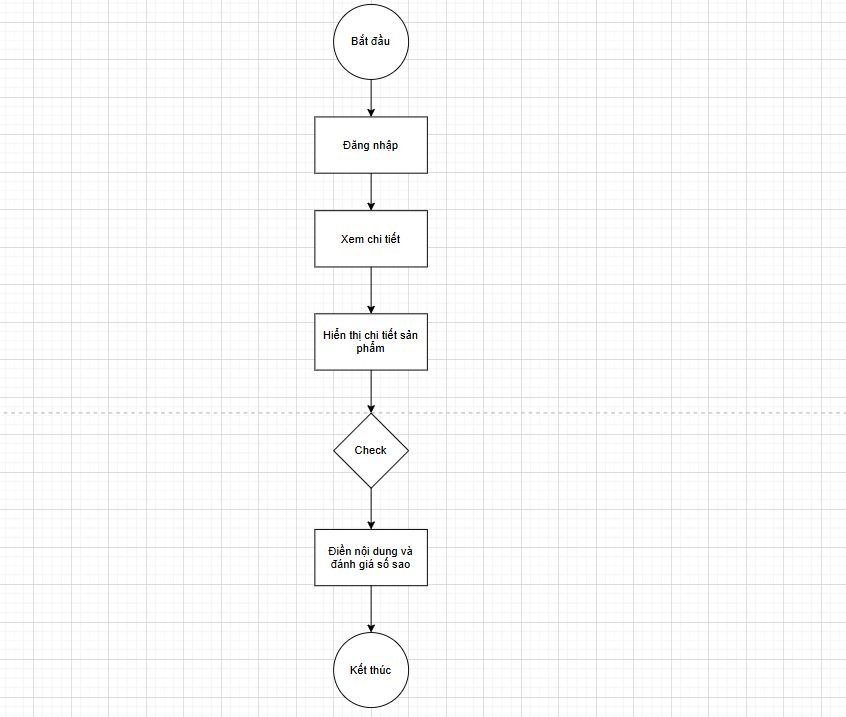 Bắt đầu
Đăng nhập
Xem chi tiết
Hiển thị chi tiết sản
phẩm
Check
Điền nội dung và
đánh giá số sao
Kết thúc